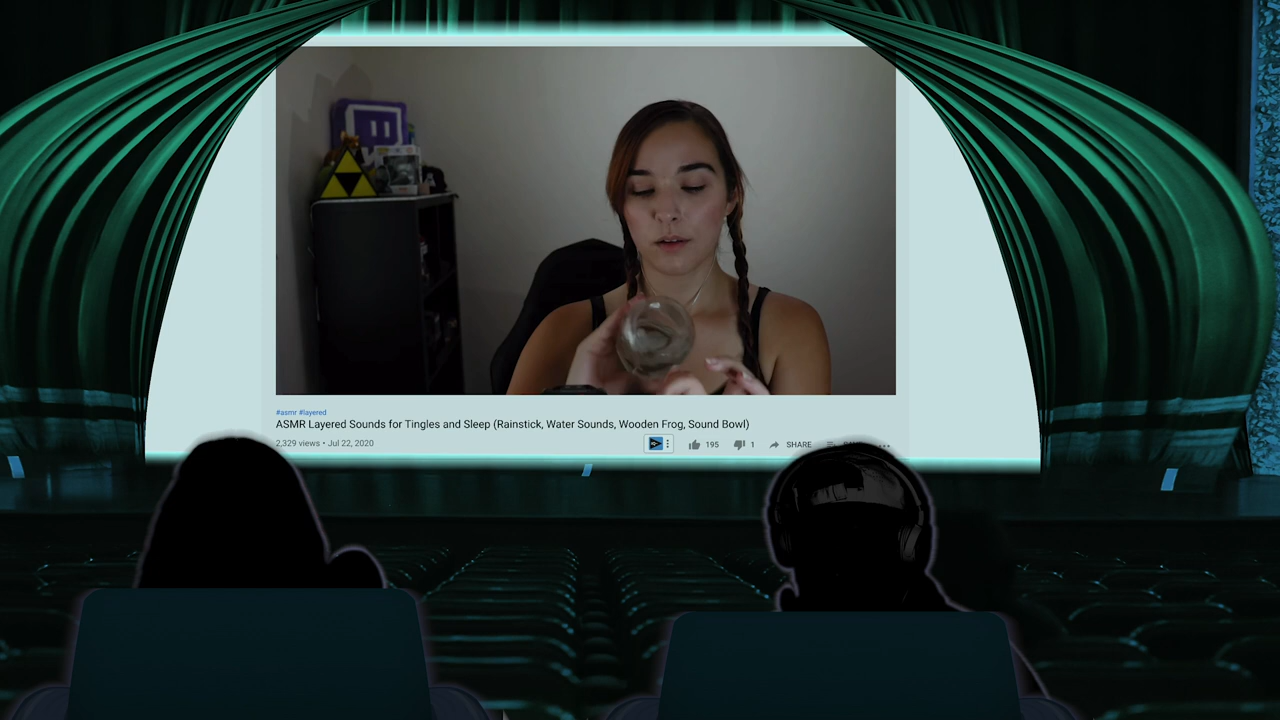 #asmr #layered
ASMR Layered Sounds for Tingles and Sleep (Rainstick, Water Sounds, Wooden Frog, Sound Bowl)
2,329 views • Jul 22, 2020
195
1
SHARE